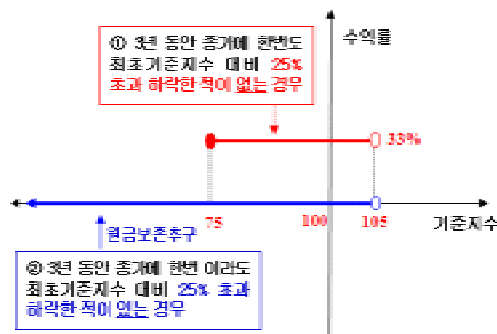 ① 3년 동안 종가에 한번도
최초기준지수 대비 25%
초과 하락한 적이 없는 경우
수익률
33%
75
100
105
기준지수
원금보존추구
② 3년 동안 종가에 한번 이라도
최초기준지수 대비 25% 초과
하락한 적이 있는 경우